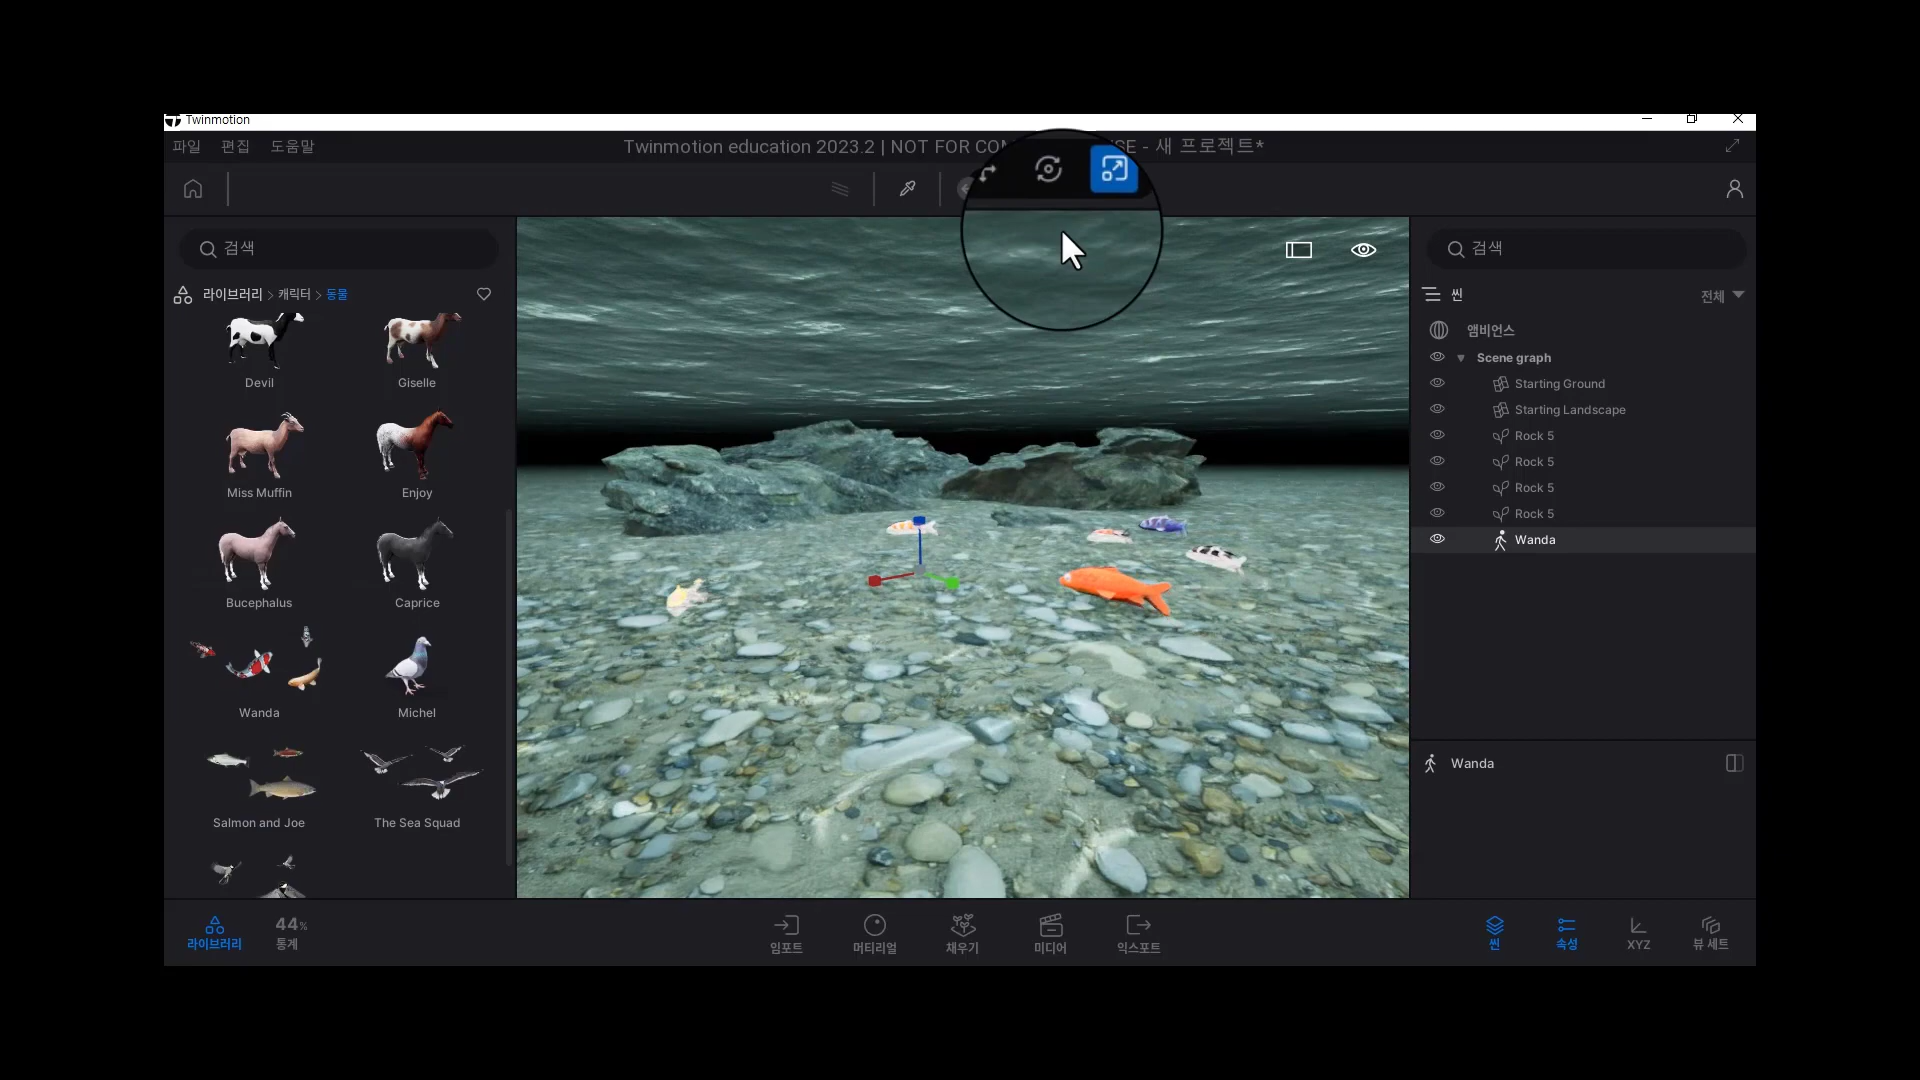 Twinmotion
파일 편집 도움말
Twinmotion education 2023.2 | NOT FOR COM SE - 새 프로젝트*
검색
라이브러리 > 캐릭터 > 동물
Devil
Giselle
Miss Muffin
Enjoy
Bucephalus
Caprice
Wanda
Michel
Salmon and Joe
The Sea Squad
검색
씬
전체
앰비언스
Scene graph
Starting Ground
Starting Landscape
Rock 5
Rock 5
Rock 5
Rock 5
Wanda
Wanda
라이브러리
44%
통계
임포트
머티리얼
채우기
미디어
익스포트
씬
속성
XYZ
뷰 세트